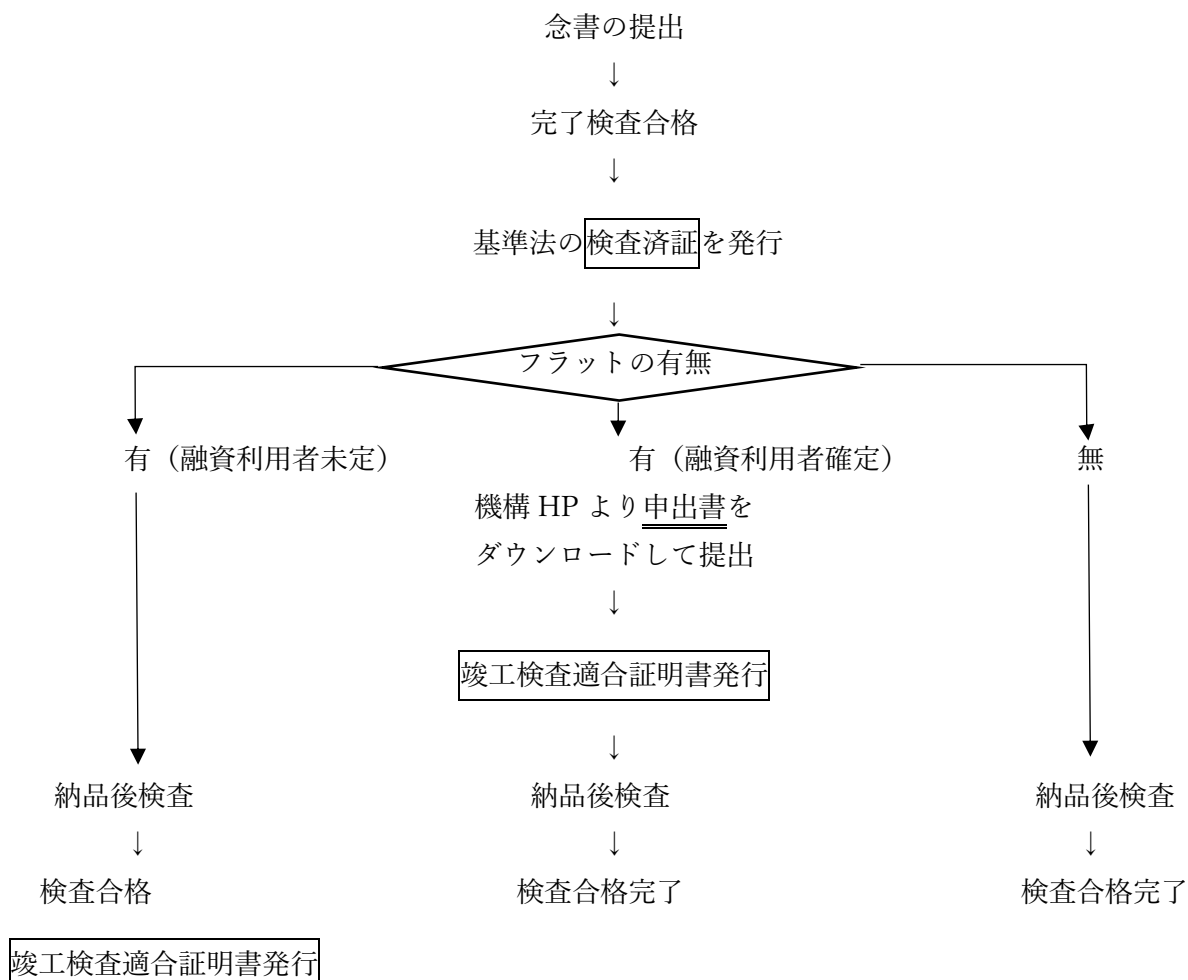 念書の提出
↓
完了検査合格
↓
基準法の検査済証を発行
↓
フラットの有無
有（融資利用者未定）
有（融資利用者確定）
無
機構 HP より申出書を
ダウンロードして提出
↓
竣工検査適合証明書発行
↓
納品後検査
納品後検査
納品後検査
↓
↓
↓
検査合格
検査合格完了
検査合格完了
竣工検査適合証明書発行